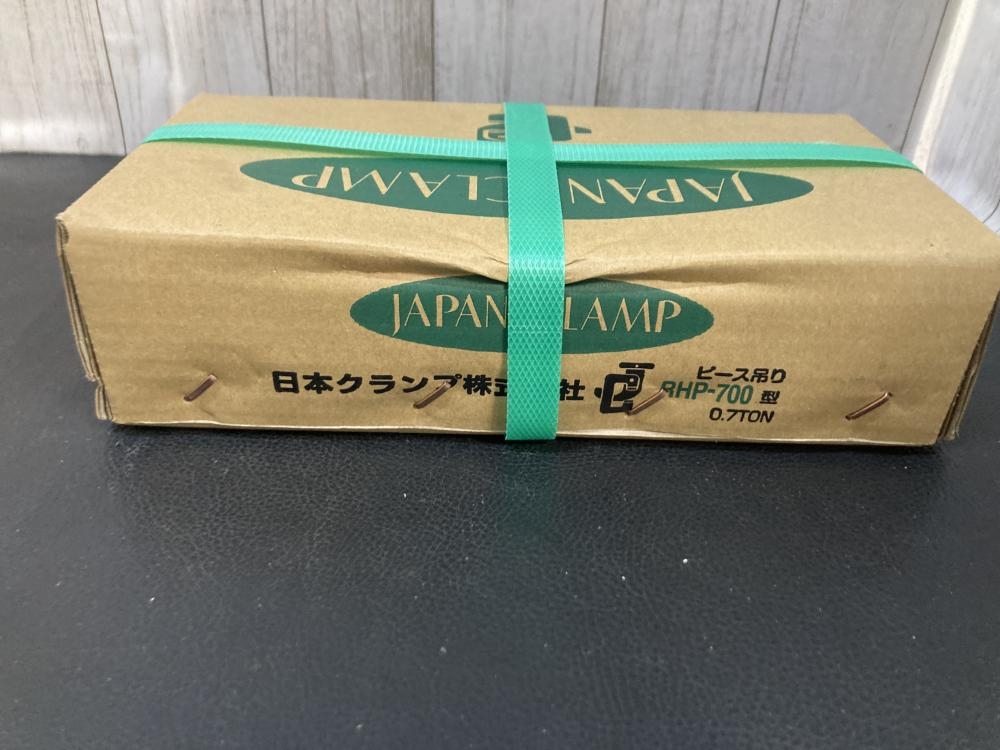 JAPAN CLAMP
JAPAN CLAMP
日本クランプ株式会社
ピース吊り
RHP-700 型
0.7TON